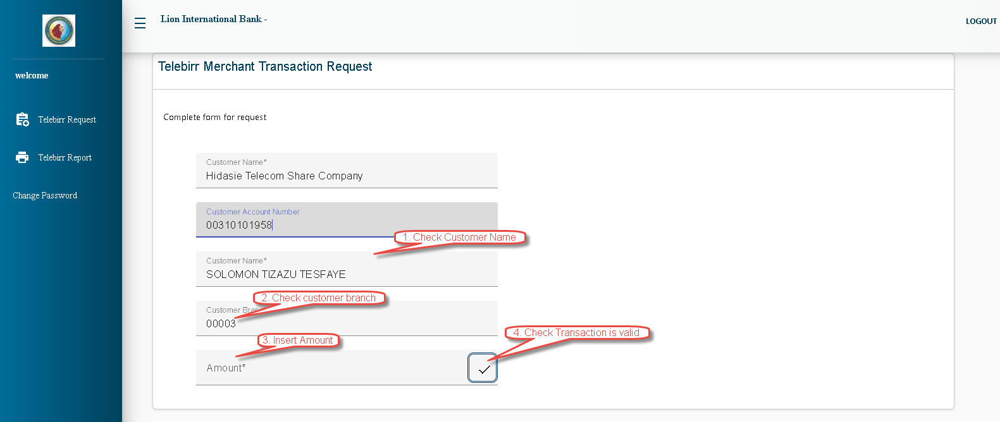 Lion International Bank -
LOGOUT
welcome
Telebirr Request
Telebirr Report
Change Password
Telebirr Merchant Transaction Request
Complete form for request
Customer Name*
Hidasie Telecom Share Company
Customer Account Number
00310101958
1. Check Customer Name
Customer Name*
SOLOMON TIZAZU TESFAYE
2. Check customer branch
Customer
00003
3. Insert Amount
4. Check Transaction is valid
Amount*